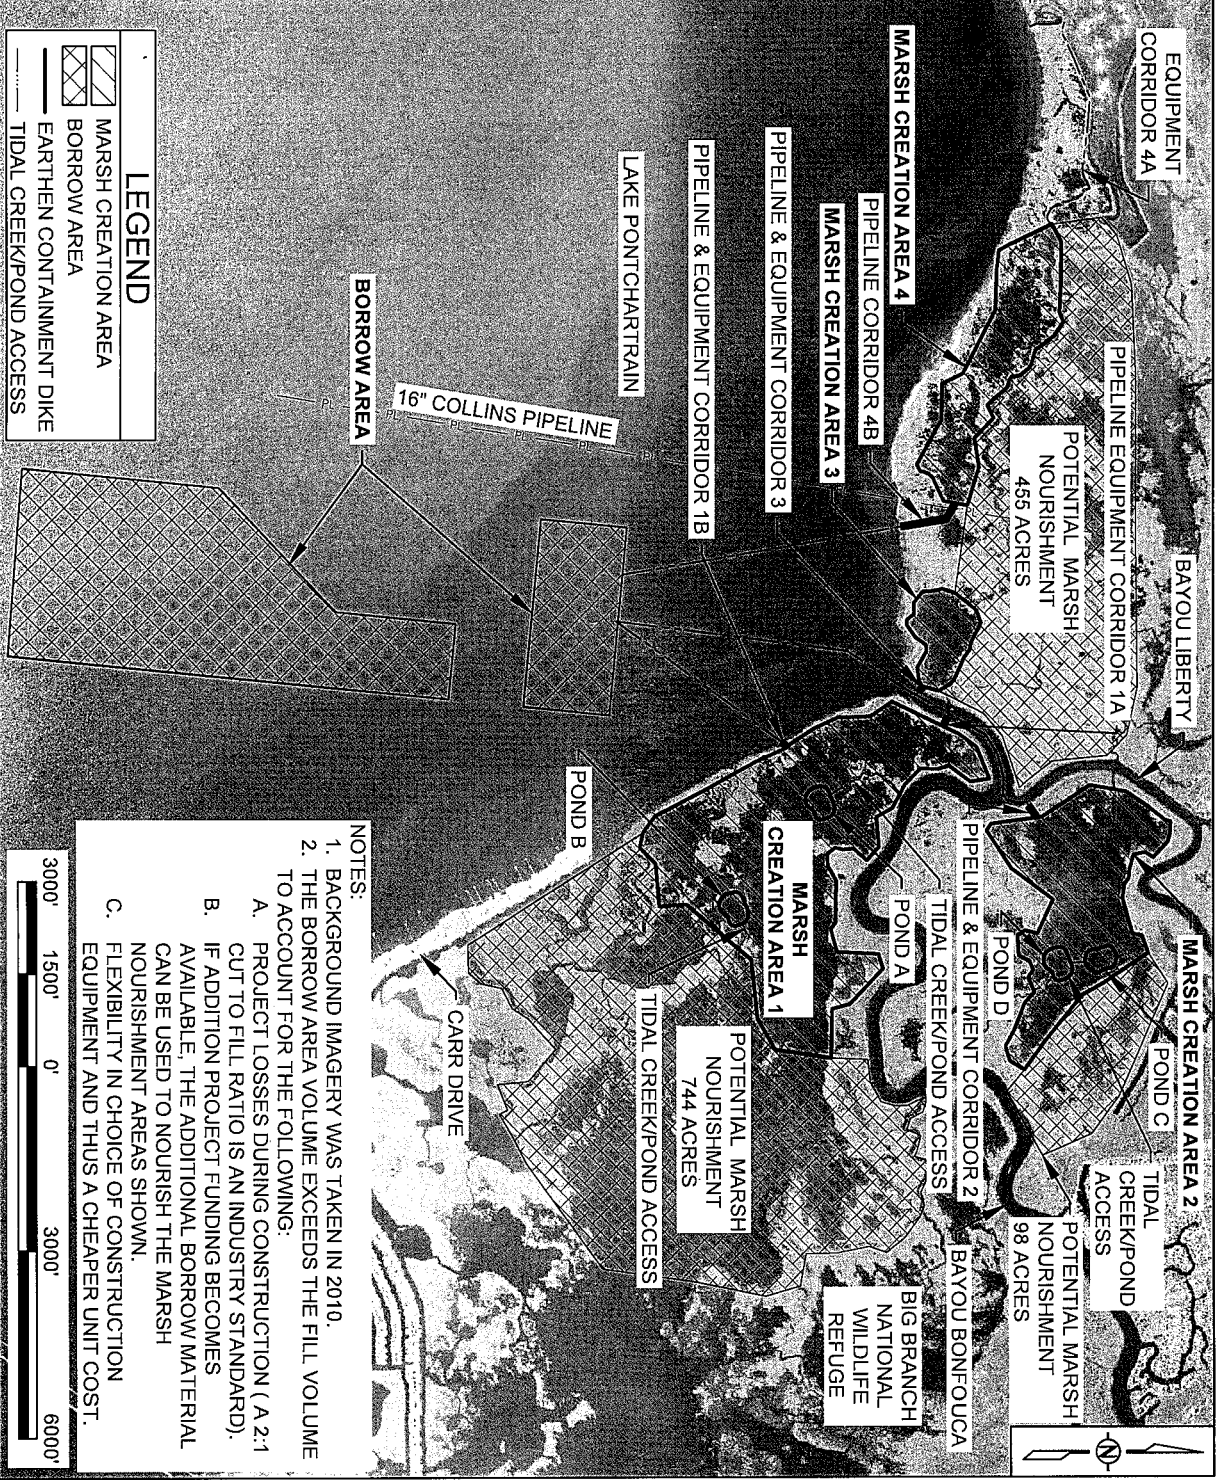 EQUIPMENT
CORRIDOR 4A
MARSH CREATION AREA 4
PIPELINE CORRIDOR 4B
MARSH CREATION AREA 3
PIPELINE & EQUIPMENT CORRIDOR 3
PIPELINE & EQUIPMENT CORRIDOR 1B
LAKE PONTCHARTRAIN
16" COLLINS PIPELINE
PL
PL
PL
PL
PL
PL
BORROW AREA
PIPELINE EQUIPMENT CORRIDOR 1A
POTENTIAL MARSH
NOURISHMENT
455 ACRES
BAYOU LIBERTY
MARSH CREATION AREA 2
POND C
TIDAL
CREEK/POND
ACCESS
POTENTIAL MARSH
NOURISHMENT
98 ACRES
POND D
PIPELINE & EQUIPMENT CORRIDOR 2
BAYOU BONFOUCA
TIDAL CREEK/POND ACCESS
POND A
BIG BRANCH
NATIONAL
WILDLIFE
REFUGE
MARSH
CREATION AREA 1
POTENTIAL MARSH
NOURISHMENT
744 ACRES
TIDAL CREEK/POND ACCESS
POND B
CARR DRIVE
N
LEGEND
MARSH CREATION AREA
BORROW AREA
EARTHEN CONTAINMENT DIKE
TIDAL CREEK/POND ACCESS
NOTES:
1. BACKGROUND IMAGERY WAS TAKEN IN 2010.
2. THE BORROW AREA VOLUME EXCEEDS THE FILL VOLUME
TO ACCOUNT FOR THE FOLLOWING:
A. PROJECT LOSSES DURING CONSTRUCTION ( A 2:1
CUT TO FILL RATIO IS AN INDUSTRY STANDARD).
B. IF ADDITION PROJECT FUNDING BECOMES
AVAILABLE, THE ADDITIONAL BORROW MATERIAL
CAN BE USED TO NOURISH THE MARSH
NOURISHMENT AREAS SHOWN.
C. FLEXIBILITY IN CHOICE OF CONSTRUCTION
EQUIPMENT AND THUS A CHEAPER UNIT COST.
3000' 1500' 0' 3000' 6000'